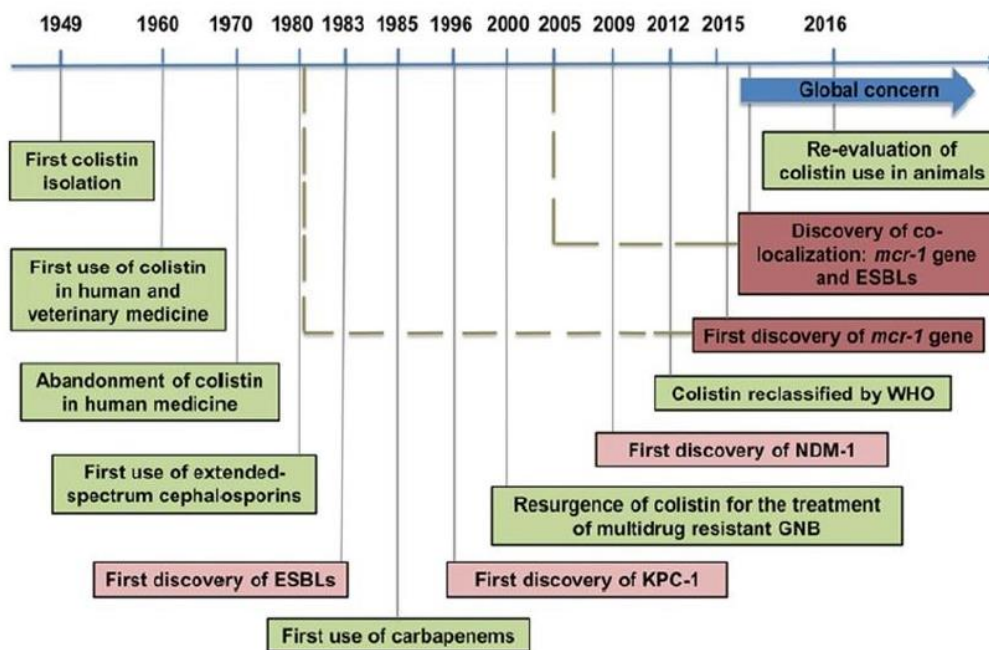 1949 1960 1970 1980 1983 1985 1996 2000 2005 2009 2012 2015 2016
Global concern
First colistin
isolation
Re-evaluation of
colistin use in animals
Discovery of co-
localization: mcr-1 gene
and ESBLs
First use of colistin
in human and
veterinary medicine
First discovery of mcr-1 gene
Abandonment of colistin
in human medicine
Colistin reclassified by WHO
First discovery of NDM-1
First use of extended-
spectrum cephalosporins
Resurgence of colistin for the treatment
of multidrug resistant GNB
First discovery of ESBLs
First discovery of KPC-1
First use of carbapenems